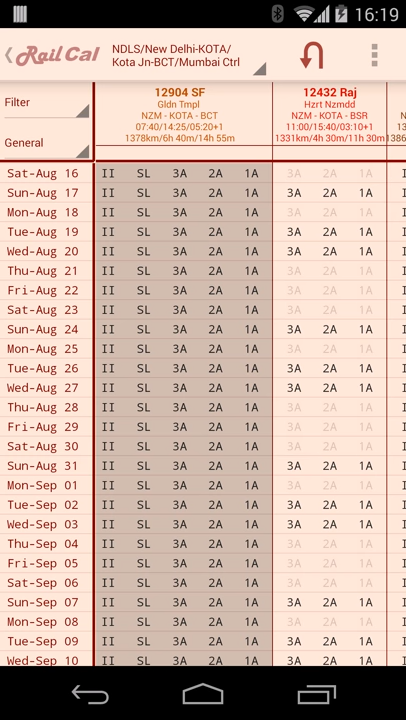 16:19
Rail Cal
NDLS/New Delhi-KOTA/
Kota Jn-BCT/Mumbai Ctrl
Filter
General
12904 SF
Gldn Tmpl
NZM - KOTA - BCT
07:40/14:25/05:20+1
1378km/6h 40m/14h 55m
12432 Raj
Hzrt Nzmdd
NZM - KOTA - BSR
11:00/15:40/03:10+1
1331km/4h 30m/11h 30m
Sat-Aug 16 II SL 3A 2A 1A 3A 2A 1A
Sun-Aug 17 II SL 3A 2A 1A 3A 2A 1A
Mon-Aug 18 II SL 3A 2A 1A 3A 2A 1A
Tue-Aug 19 II SL 3A 2A 1A 3A 2A 1A
Wed-Aug 20 II SL 3A 2A 1A 3A 2A 1A
Thu-Aug 21 II SL 3A 2A 1A 3A 2A 1A
Fri-Aug 22 II SL 3A 2A 1A 3A 2A 1A
Sat-Aug 23 II SL 3A 2A 1A 3A 2A 1A
Sun-Aug 24 II SL 3A 2A 1A 3A 2A 1A
Mon-Aug 25 II SL 3A 2A 1A 3A 2A 1A
Tue-Aug 26 II SL 3A 2A 1A 3A 2A 1A
Wed-Aug 27 II SL 3A 2A 1A 3A 2A 1A
Thu-Aug 28 II SL 3A 2A 1A 3A 2A 1A
Fri-Aug 29 II SL 3A 2A 1A 3A 2A 1A
Sat-Aug 30 II SL 3A 2A 1A 3A 2A 1A
Sun-Aug 31 II SL 3A 2A 1A 3A 2A 1A
Mon-Sep 01 II SL 3A 2A 1A 3A 2A 1A
Tue-Sep 02 II SL 3A 2A 1A 3A 2A 1A
Wed-Sep 03 II SL 3A 2A 1A 3A 2A 1A
Thu-Sep 04 II SL 3A 2A 1A 3A 2A 1A
Fri-Sep 05 II SL 3A 2A 1A 3A 2A 1A
Sat-Sep 06 II SL 3A 2A 1A 3A 2A 1A
Sun-Sep 07 II SL 3A 2A 1A 3A 2A 1A
Mon-Sep 08 II SL 3A 2A 1A 3A 2A 1A
Tue-Sep 09 II SL 3A 2A 1A 3A 2A 1A
Wed-Sep 10 II SL 3A 2A 1A 3A 2A 1A